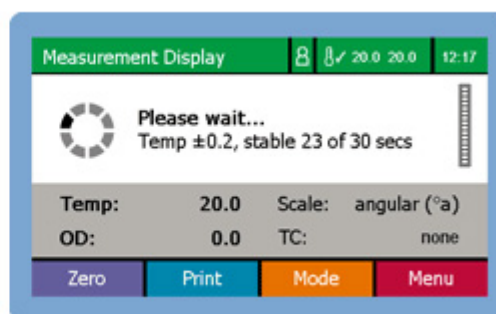 Measurement Display 8 20.0 20.0 12:17
Please wait...
Temp ±0.2, stable 23 of 30 secs
Temp: 20.0 Scale: angular (°a)
OD: 0.0 TC: none
Zero Print Mode Menu